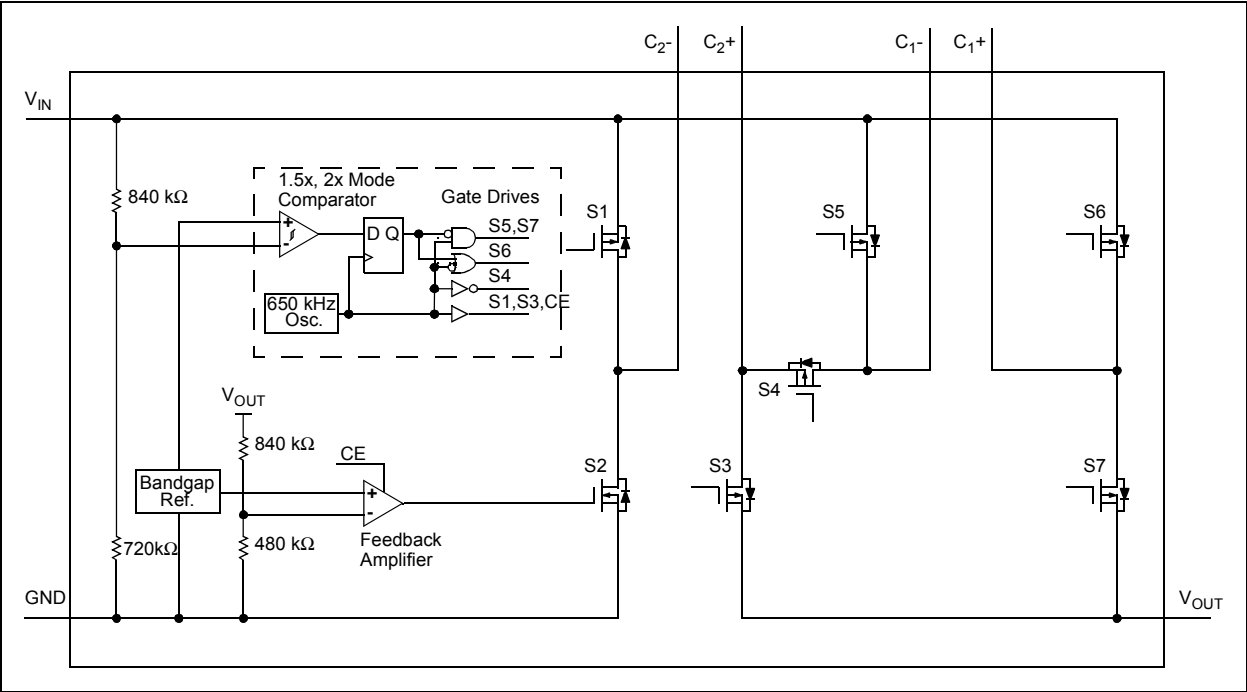 C2- C2+ C1- C1+
VIN
1.5x, 2x Mode
Comparator
Gate Drives
840 kΩ
+
-
D Q
S5,S7
S6
S4
S1,S3,CE
650 kHz
Osc.
S1
S5
S6
S4
VOUT
840 kΩ
CE
Bandgap
Ref.
+
-
S2
S3
S7
720kΩ
480 kΩ
Feedback
Amplifier
GND
VOUT